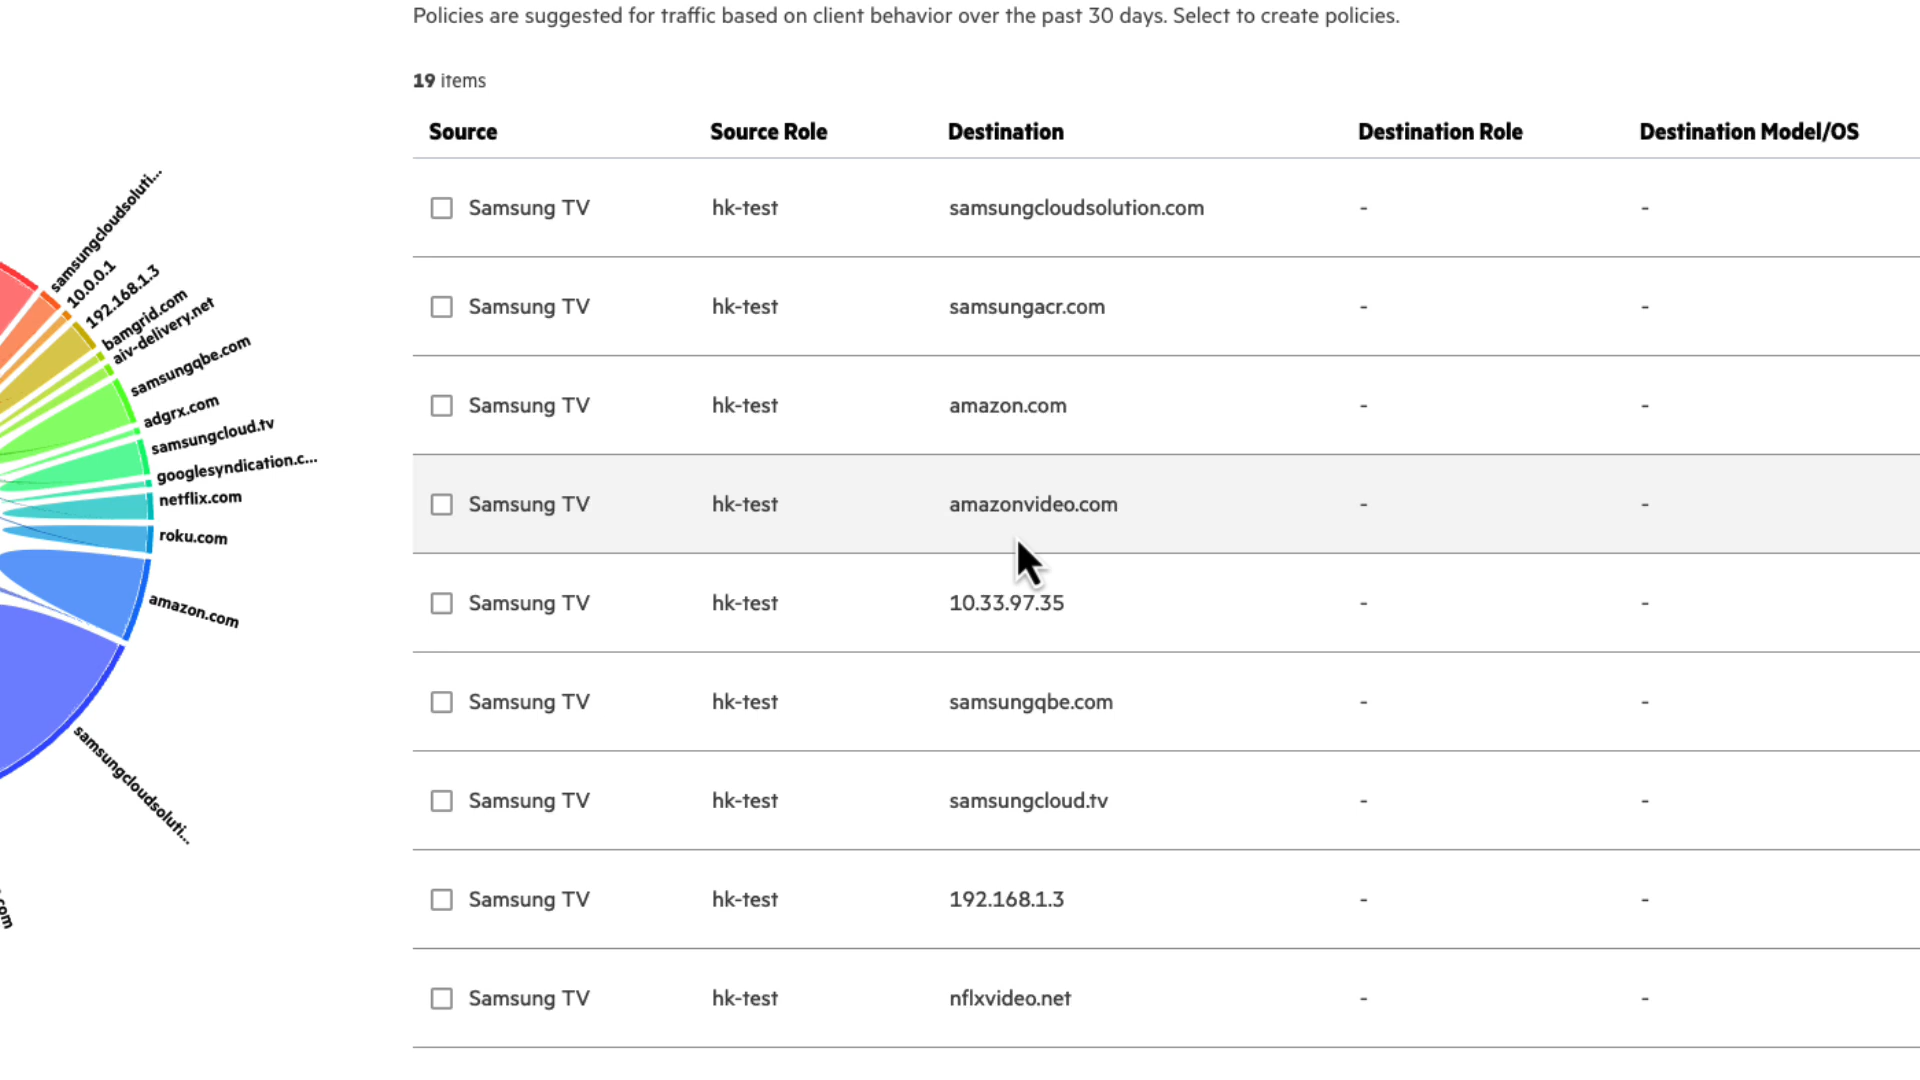 Policies are suggested for traffic based on client behavior over the past 30 days. Select to create policies.
19 items
Source Source Role Destination Destination Role Destination Model/OS
Samsung TV hk-test samsungcloudsolution.com - -
Samsung TV hk-test samsungacr.com - -
Samsung TV hk-test amazon.com - -
Samsung TV hk-test amazonvideo.com - -
Samsung TV hk-test 10.33.97.35 - -
Samsung TV hk-test samsungqbe.com - -
Samsung TV hk-test samsungcloud.tv - -
Samsung TV hk-test 192.168.1.3 - -
Samsung TV hk-test nflxvideo.net - -
samsungcloudsoluti...
10.0.0.1
192.168.1.3
bamgrid.com
aiv-delivery.net
samsungqbe.com
adgrx.com
samsungcloud.tv
googlesyndication.c...
netflix.com
roku.com
amazon.com
samsungcloudsoluti...